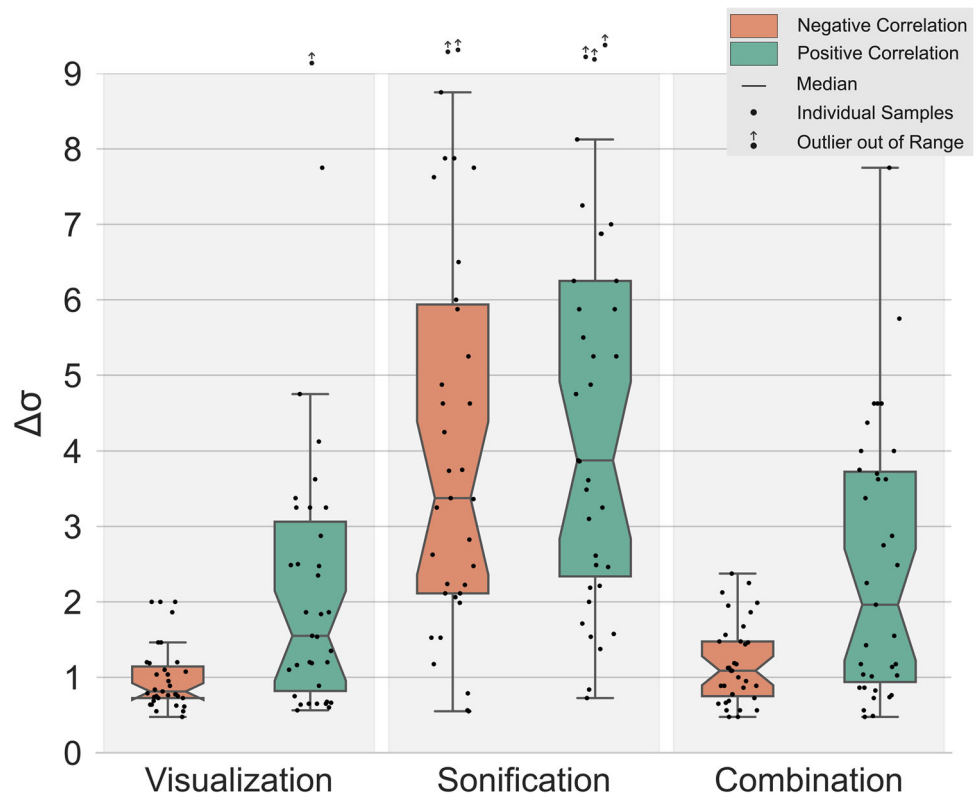 Negative Correlation
Positive Correlation
Median
Individual Samples
Outlier out of Range
9
8
7
6
5
4
3
2
1
0
Δσ
Visualization Sonification Combination